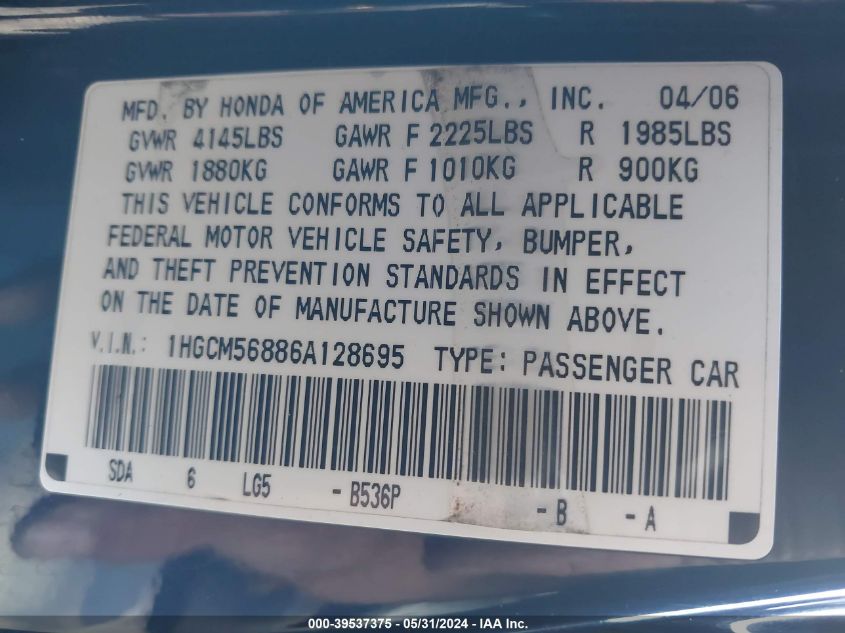 MFD. BY HONDA OF AMERICA MFG., INC. 04/06
GVWR 4145LBS GAWR F 2225LBS R 1985LBS
GVWR 1880KG GAWR F 1010KG R 900KG
THIS VEHICLE CONFORMS TO ALL APPLICABLE
FEDERAL MOTOR VEHICLE SAFETY, BUMPER,
AND THEFT PREVENTION STANDARDS IN EFFECT
ON THE DATE OF MANUFACTURE SHOWN ABOVE.
V.I.N.: 1HGCM56886A128695 TYPE: PASSENGER CAR
SDA 6 LG5 - B536P - B - A
000-39537375 - 05/31/2024 - IAA Inc.